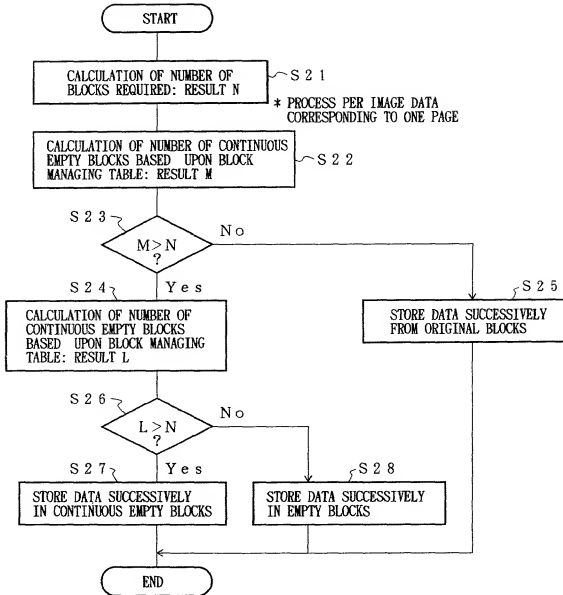 START
CALCULATION OF NUMBER OF
BLOCKS REQUIRED: RESULT N
S21
* PROCESS PER IMAGE DATA
CORRESPONDING TO ONE PAGE
CALCULATION OF NUMBER OF CONTINUOUS
EMPTY BLOCKS BASED UPON BLOCK
MANAGING TABLE: RESULT M
S22
S23
M>N
?
No
Yes
S24
CALCULATION OF NUMBER OF
CONTINUOUS EMPTY BLOCKS
BASED UPON BLOCK MANAGING
TABLE: RESULT L
S25
STORE DATA SUCCESSIVELY
FROM ORIGINAL BLOCKS
S26
L>N
?
No
Yes
S27
STORE DATA SUCCESSIVELY
IN CONTINUOUS EMPTY BLOCKS
S28
STORE DATA SUCCESSIVELY
IN EMPTY BLOCKS
END